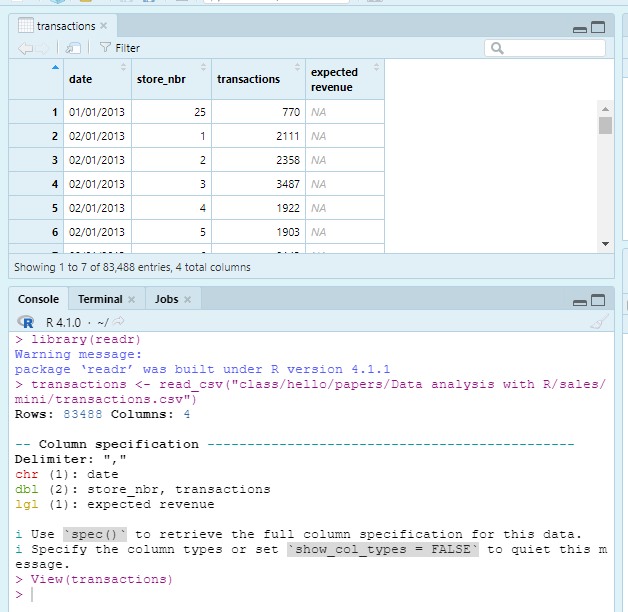 transactions
Filter
date store_nbr transactions expected revenue
1 01/01/2013 25 770 NA
2 02/01/2013 1 2111 NA
3 02/01/2013 2 2358 NA
4 02/01/2013 3 3487 NA
5 02/01/2013 4 1922 NA
6 02/01/2013 5 1903 NA
Showing 1 to 7 of 83,488 entries, 4 total columns
Console Terminal Jobs
R R 4.1.0 · ~/
> library(readr)
Warning message:
package ‘readr’ was built under R version 4.1.1
> transactions <- read_csv("class/hello/papers/Data analysis with R/sales/
mini/transactions.csv")
Rows: 83488 Columns: 4
-- Column specification ----------------------------------------------
Delimiter: ","
chr (1): date
dbl (2): store_nbr, transactions
lgl (1): expected revenue
i Use `spec()` to retrieve the full column specification for this data.
i Specify the column types or set `show_col_types = FALSE` to quiet this m
essage.
> View(transactions)
>